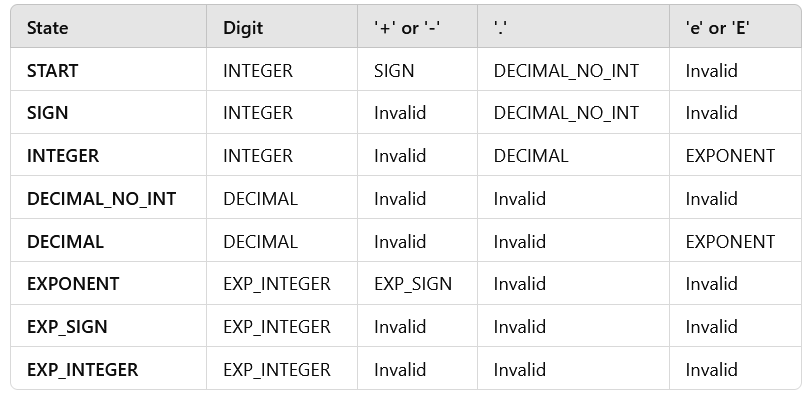 State Digit '+' or '-' '.' 'e' or 'E'
START INTEGER SIGN DECIMAL_NO_INT Invalid
SIGN INTEGER Invalid DECIMAL_NO_INT Invalid
INTEGER INTEGER Invalid DECIMAL EXPONENT
DECIMAL_NO_INT DECIMAL Invalid Invalid Invalid
DECIMAL DECIMAL Invalid Invalid EXPONENT
EXPONENT EXP_INTEGER EXP_SIGN Invalid Invalid
EXP_SIGN EXP_INTEGER Invalid Invalid Invalid
EXP_INTEGER EXP_INTEGER Invalid Invalid Invalid